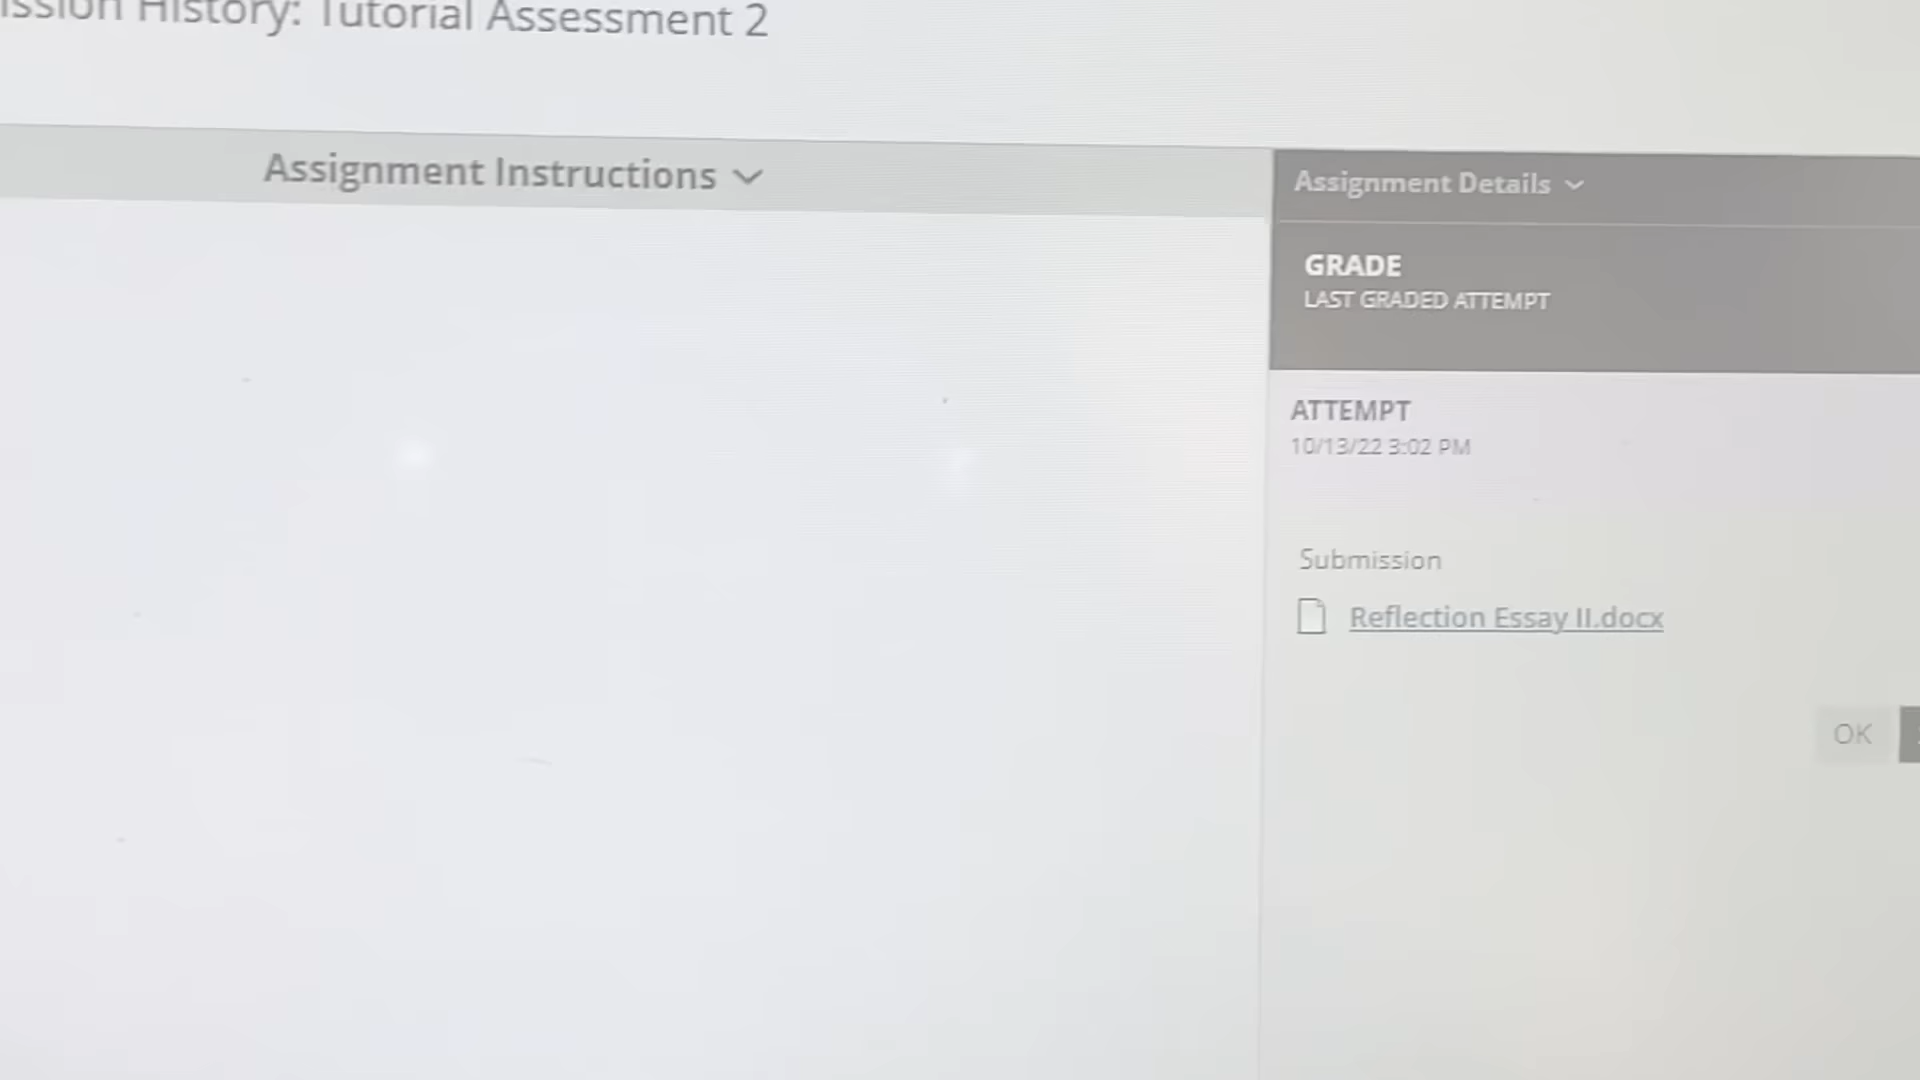 History: Tutorial Assessment 2
Assignment Instructions
Assignment Details
GRADE
LAST GRADED ATTEMPT
ATTEMPT
10/13/22 3:02 PM
Submission
Reflection Essay II.docx
OK